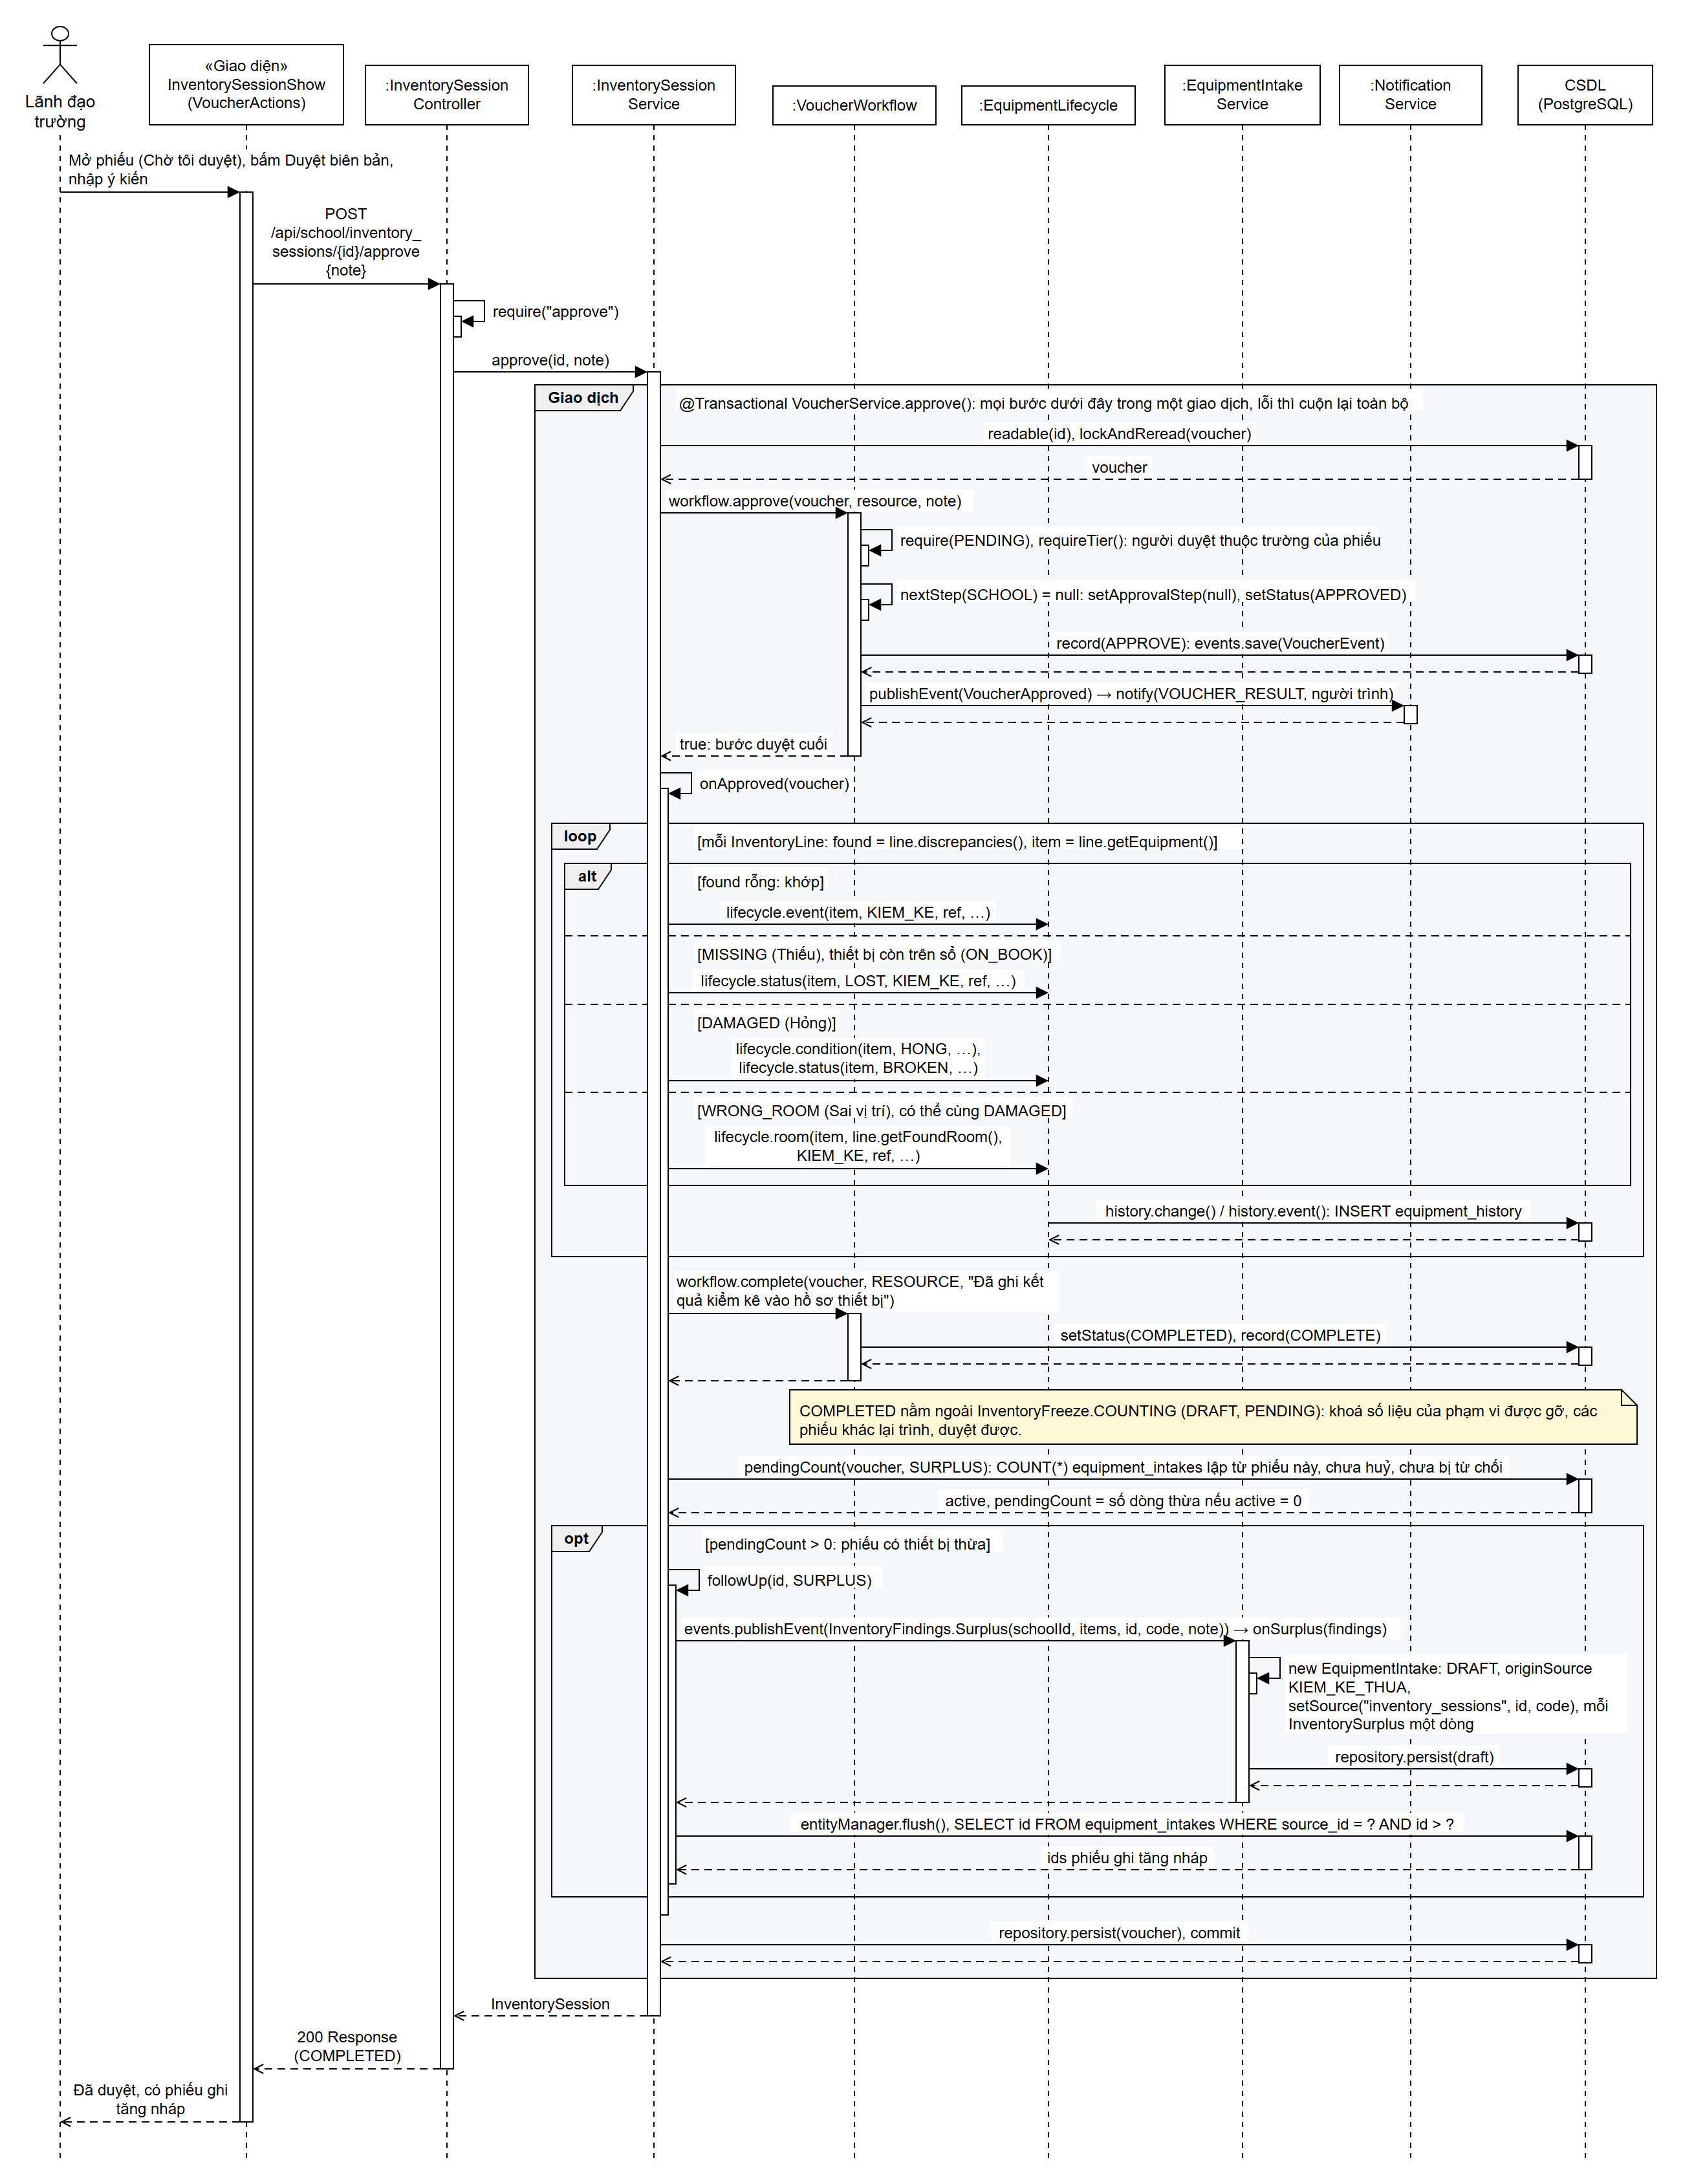 Lãnh đạo
trường
«Giao diện»
InventorySessionShow
(VoucherActions)
:InventorySession
Controller
:InventorySession
Service
:VoucherWorkflow
:EquipmentLifecycle
:EquipmentIntake
Service
:Notification
Service
CSDL
(PostgreSQL)
Mở phiếu (Chờ tôi duyệt), bấm Duyệt biên bản,
nhập ý kiến
POST
/api/school/inventory_
sessions/{id}/approve
{note}
require("approve")
approve(id, note)
Giao dịch
@Transactional VoucherService.approve(): mọi bước dưới đây trong một giao dịch, lỗi thì cuộn lại toàn bộ
readable(id), lockAndReread(voucher)
voucher
workflow.approve(voucher, resource, note)
require(PENDING), requireTier(): người duyệt thuộc trường của phiếu
nextStep(SCHOOL) = null: setApprovalStep(null), setStatus(APPROVED)
record(APPROVE): events.save(VoucherEvent)
publishEvent(VoucherApproved) → notify(VOUCHER_RESULT, người trình)
true: bước duyệt cuối
onApproved(voucher)
loop
[mỗi InventoryLine: found = line.discrepancies(), item = line.getEquipment()]
alt
[found rỗng: khớp]
lifecycle.event(item, KIEM_KE, ref, …)
[MISSING (Thiếu), thiết bị còn trên sổ (ON_BOOK)]
lifecycle.status(item, LOST, KIEM_KE, ref, …)
[DAMAGED (Hỏng)]
lifecycle.condition(item, HONG, …),
lifecycle.status(item, BROKEN, …)
[WRONG_ROOM (Sai vị trí), có thể cùng DAMAGED]
lifecycle.room(item, line.getFoundRoom(),
KIEM_KE, ref, …)
history.change() / history.event(): INSERT equipment_history
workflow.complete(voucher, RESOURCE, "Đã ghi kết
quả kiểm kê vào hồ sơ thiết bị")
setStatus(COMPLETED), record(COMPLETE)
COMPLETED nằm ngoài InventoryFreeze.COUNTING (DRAFT, PENDING): khoá số liệu của phạm vi được gỡ, các
phiếu khác lại trình, duyệt được.
pendingCount(voucher, SURPLUS): COUNT(*) equipment_intakes lập từ phiếu này, chưa huỷ, chưa bị từ chối
active, pendingCount = số dòng thừa nếu active = 0
opt
[pendingCount > 0: phiếu có thiết bị thừa]
followUp(id, SURPLUS)
events.publishEvent(InventoryFindings.Surplus(schoolId, items, id, code, note)) → onSurplus(findings)
new EquipmentIntake: DRAFT, originSource
KIEM_KE_THUA,
setSource("inventory_sessions", id, code), mỗi
InventorySurplus một dòng
repository.persist(draft)
entityManager.flush(), SELECT id FROM equipment_intakes WHERE source_id = ? AND id > ?
ids phiếu ghi tăng nháp
repository.persist(voucher), commit
InventorySession
200 Response
(COMPLETED)
Đã duyệt, có phiếu ghi
tăng nháp